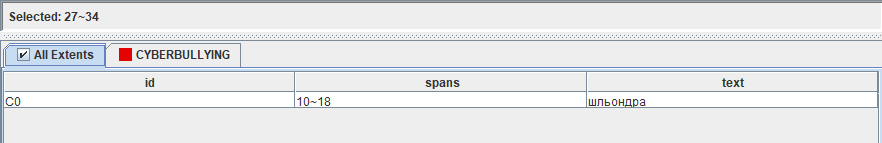 Selected: 27~34
All Extents CYBERBULLYING
id spans text
C0 10~18 шльондра